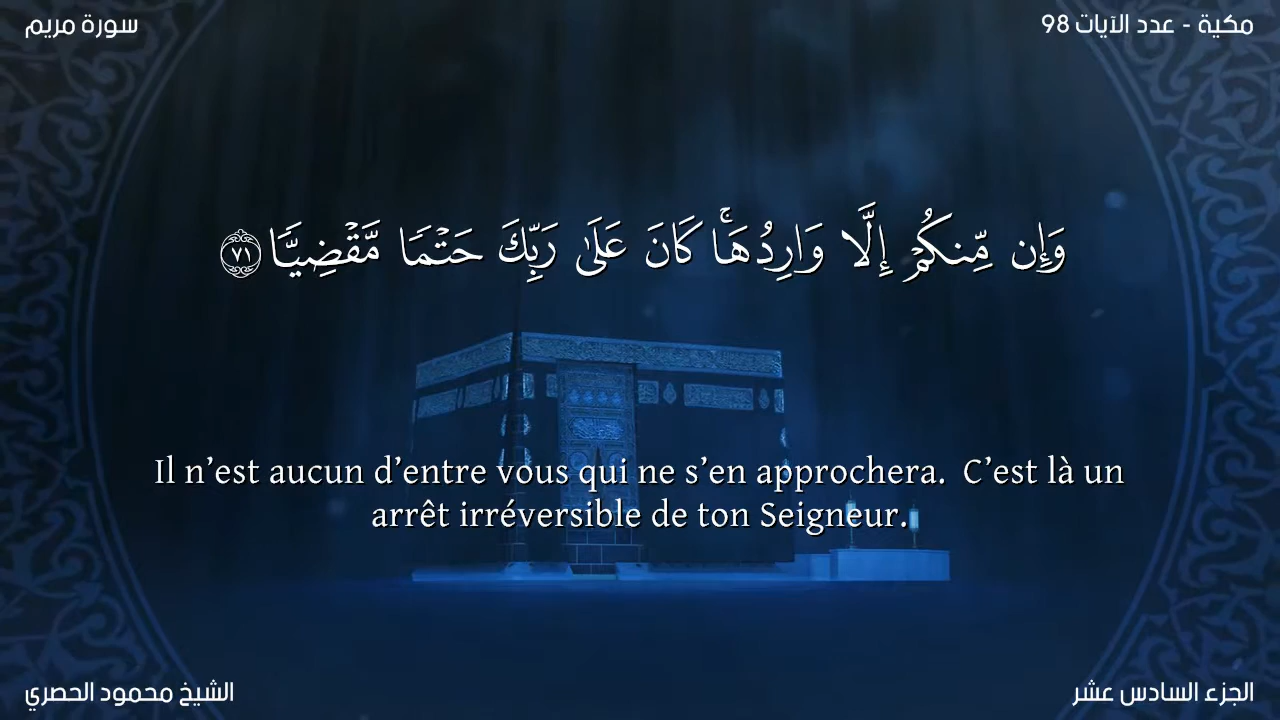 سورة مريم
مكية - عدد الآيات 98
وَإِن مِّنكُمْ إِلَّا وَارِدُهَا ۚ كَانَ عَلَىٰ رَبِّكَ حَتْمًا مَّقْضِيًّا ٧١
Il n’est aucun d’entre vous qui ne s’en approchera. C’est là un
arrêt irréversible de ton Seigneur.
الشيخ محمود الحصري
الجزء السادس عشر